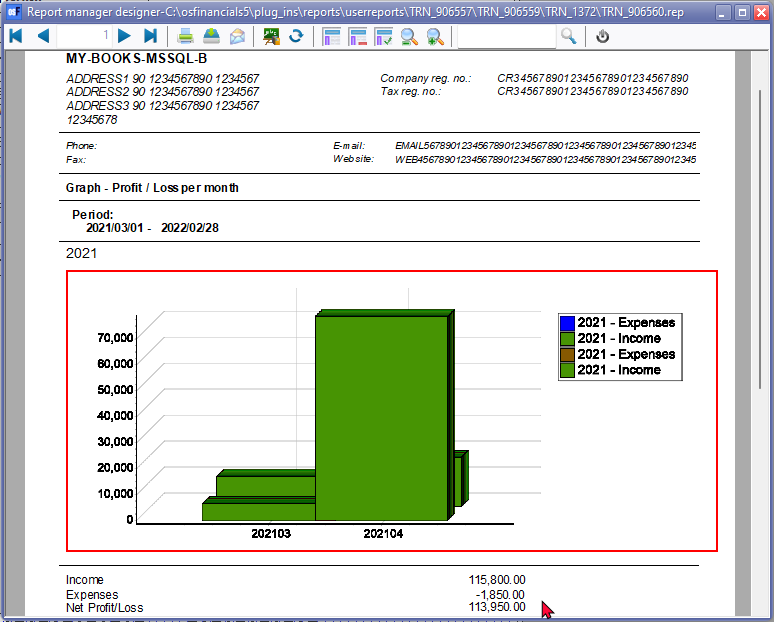 Report manager designer-C:\osfinancials5\plug_ins\reports\userreports\TRN_906557\TRN_906559\TRN_1372\TRN_906560.rep
1
MY-BOOKS-MSSQL-B
ADDRESS1 90 1234567890 1234567
ADDRESS2 90 1234567890 1234567
ADDRESS3 90 1234567890 1234567
12345678
Company reg. no.: CR3456789012345678901234567890
Tax reg. no.: CR3456789012345678901234567890
Phone:
Fax:
E-mail: EMAIL567890123456789012345678901234567890123456789012345
Website: WEB4567890123456789012345678901234567890123456789012345
Graph - Profit / Loss per month
Period:
2021/03/01 - 2022/02/28
2021
70,000
60,000
50,000
40,000
30,000
20,000
10,000
0
202103 202104
2021 - Expenses
2021 - Income
2021 - Expenses
2021 - Income
Income 115,800.00
Expenses -1,850.00
Net Profit/Loss 113,950.00